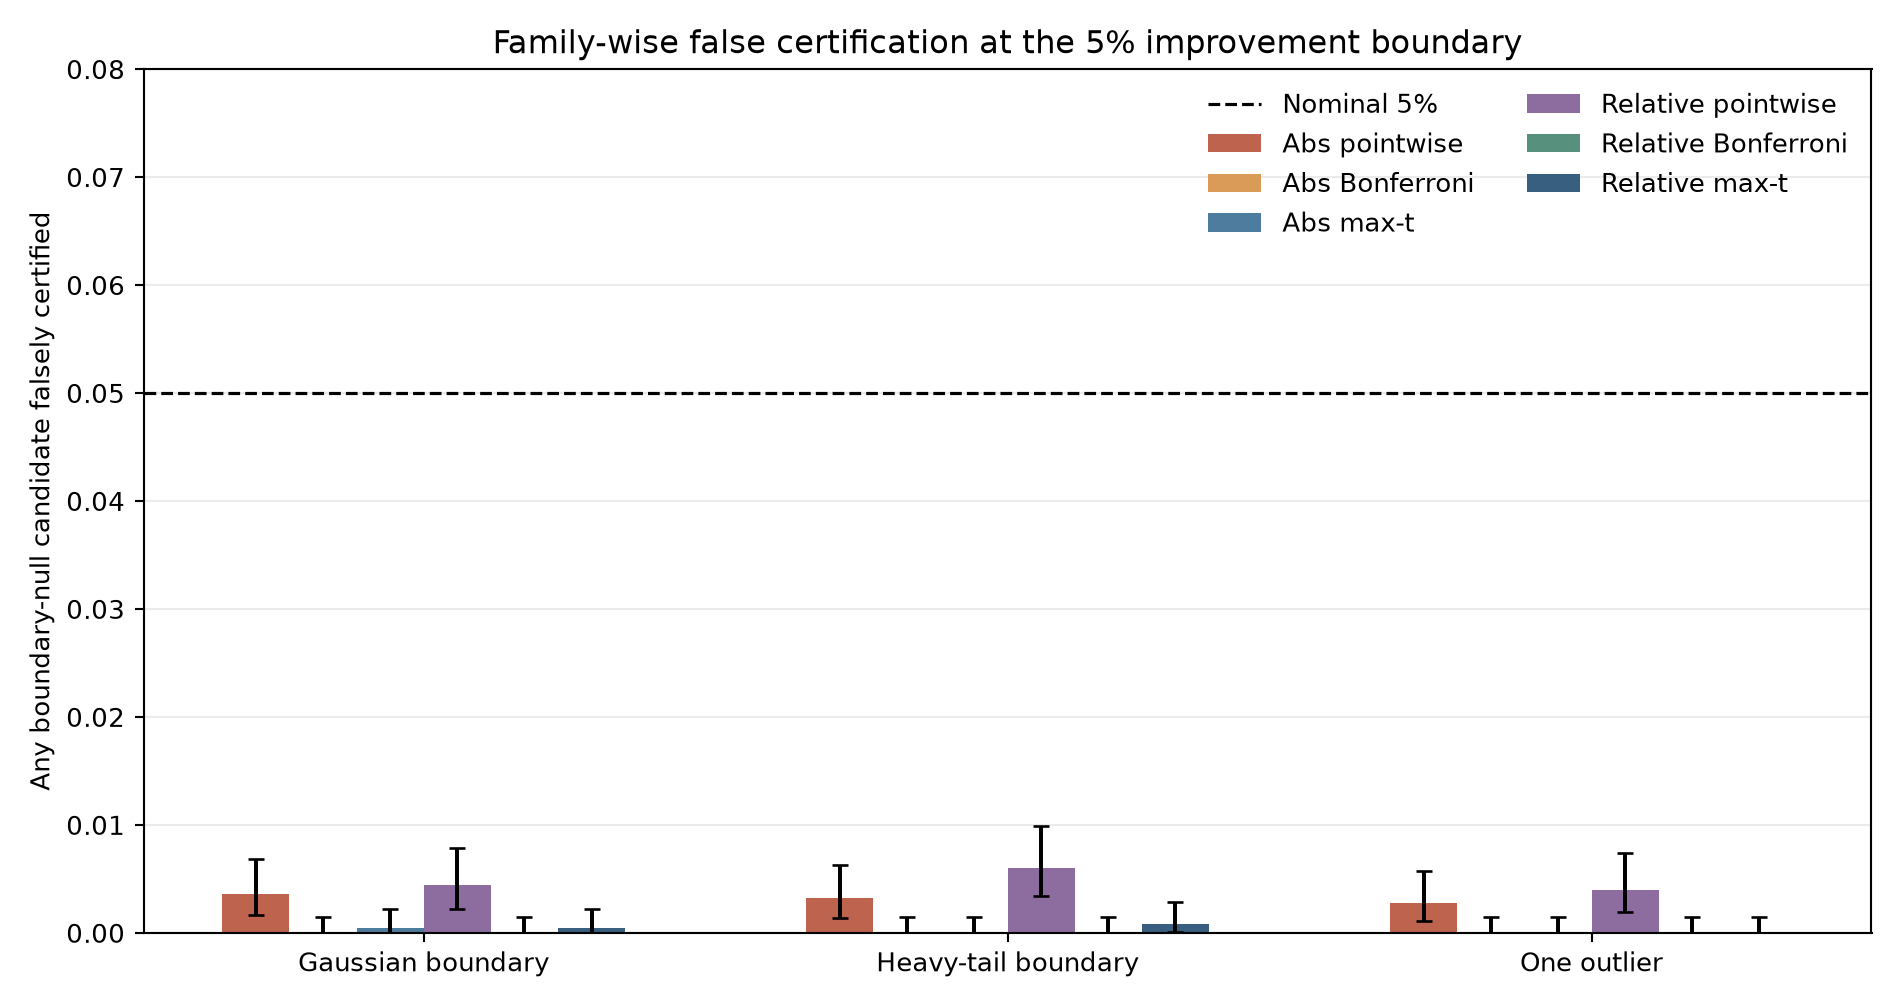 Family-wise false certification at the 5% improvement boundary
Any boundary-null candidate falsely certified
0.08
0.07
0.06
0.05
0.04
0.03
0.02
0.01
0.00
Nominal 5%
Abs pointwise
Abs Bonferroni
Abs max-t
Relative pointwise
Relative Bonferroni
Relative max-t
Gaussian boundary
Heavy-tail boundary
One outlier